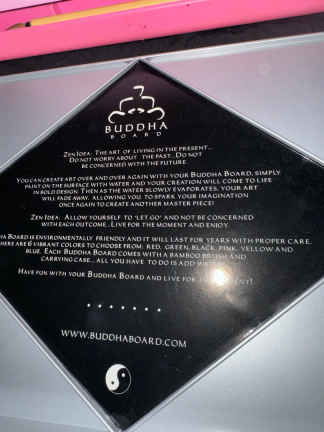 BUDDHA
BOARD
ZEN IDEA: THE ART OF LIVING IN THE PRESENT...
DO NOT WORRY ABOUT THE PAST. DO NOT
BE CONCERNED WITH THE FUTURE.
YOU CAN CREATE ART OVER AND OVER AGAIN WITH YOUR BUDDHA BOARD, SIMPLY
PAINT ON THE SURFACE WITH WATER AND YOUR CREATION WILL COME TO LIFE
IN BOLD DESIGN. THEN AS THE WATER SLOWLY EVAPORATES, YOUR ART
WILL FADE AWAY. ALLOWING YOU TO SPARK YOUR IMAGINATION
ONCE AGAIN TO CREATE ANOTHER MASTER PIECE!
ZEN IDEA: ALLOW YOURSELF TO 'LET GO' AND NOT BE CONCERNED
WITH EACH OUTCOME.. LIVE FOR THE MOMENT AND ENJOY.
BOARD IS ENVIRONMENTALLY FRIENDLY AND IT WILL LAST FOR YEARS WITH PROPER CARE.
ARE 6 VIBRANT COLORS TO CHOOSE FROM: RED, GREEN, BLACK, PINK, YELLOW AND
BLUE. EACH BUDDHA BOARD COMES WITH A BAMBOO BRUSH AND
CARRYING CASE... ALL YOU HAVE TO DO IS ADD
HAVE FUN WITH YOUR BUDDHA BOARD AND LIVE FOR
WWW.BUDDHABOARD.COM